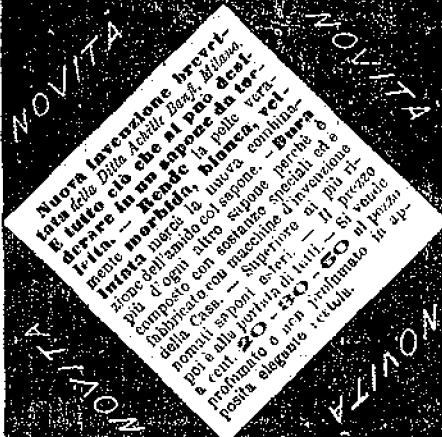 NOVITÀ
NOVITÀ
Nuova invenzione brevet-
tata della Ditta Achille Banfi, Milano.
È tutto ciò che si può desi-
derare in un sapone da toe-
letta. — Rende la pelle vera-
mente morbida, bianca, vel-
lutata mercè la nuova combina-
zione dell'amido col sapone. — Dura
più d'ogni altro sapone perchè è
composto con sostanze speciali ed è
fabbricato con macchine d'invenzione
della Casa. — Superiore ai più ri-
nomati saponi esteri. — Il prezzo
poi è alla portata di tutti. — Si vende
a cent. 20-30-60 al pezzo
profumato e non profumato in ap-
posita elegante scatola.
NOVITÀ
NOVITÀ